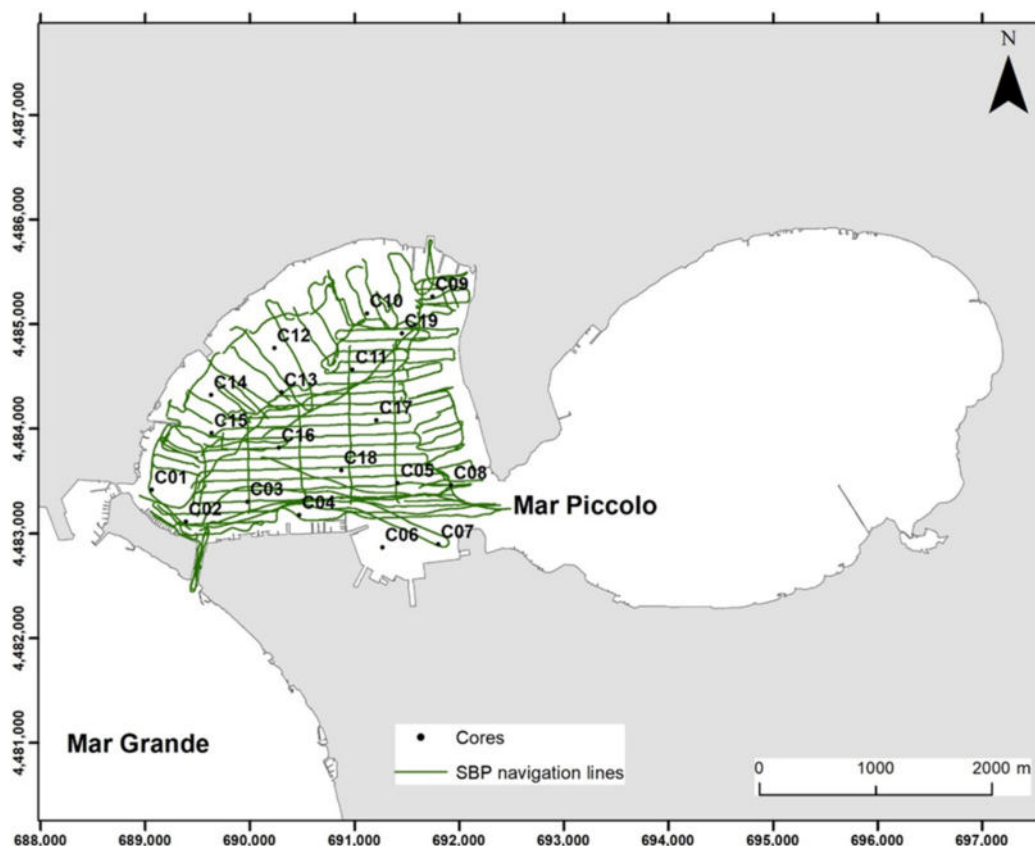 N
4,487,000
4,486,000
4,485,000
4,484,000
4,483,000
4,482,000
4,481,000
C09
C10
C19
C12
C11
C14
C13
C15
C17
C16
C18
C01
C05
C08
C03
C02
C04
Mar Piccolo
C06
C07
Mar Grande
Cores
SBP navigation lines
0 1000 2000 m
688,000 689,000 690,000 691,000 692,000 693,000 694,000 695,000 696,000 697,000